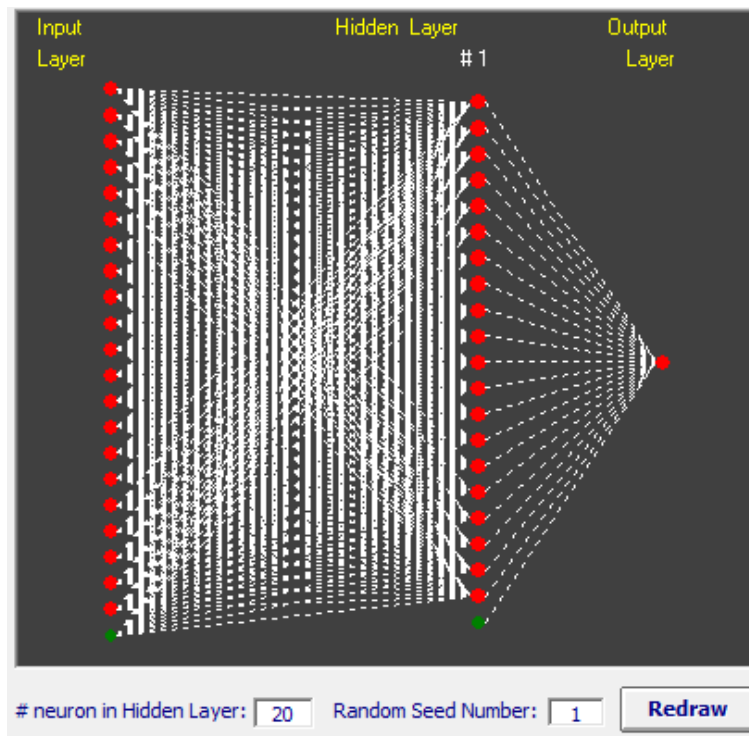 Input Hidden Layer Output
Layer #1 Layer
# neuron in Hidden Layer: 20 Random Seed Number: 1 Redraw